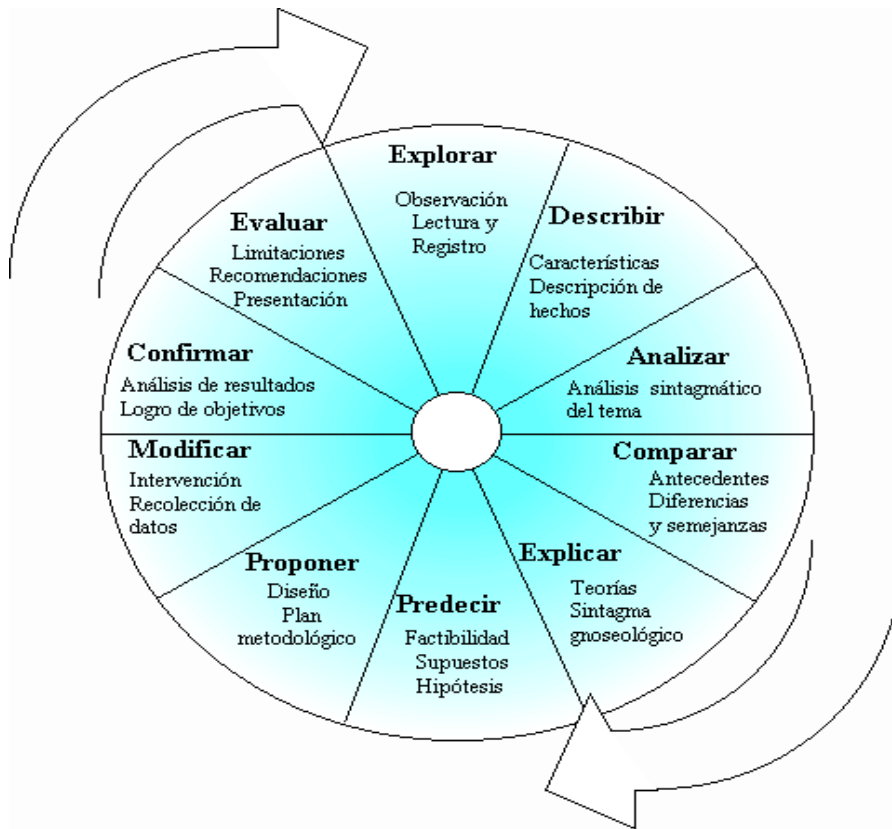 Explorar
Observación
Lectura y
Registro
Describir
Características
Descripción de
hechos
Analizar
Análisis sintagmático
del tema
Comparar
Antecedentes
Diferencias
y semejanzas
Explicar
Teorías
Sintagma
gnoseológico
Predecir
Factibilidad
Supuestos
Hipótesis
Proponer
Diseño
Plan
metodológico
Modificar
Intervención
Recolección de
datos
Confirmar
Análisis de resultados
Logro de objetivos
Evaluar
Limitaciones
Recomendaciones
Presentación